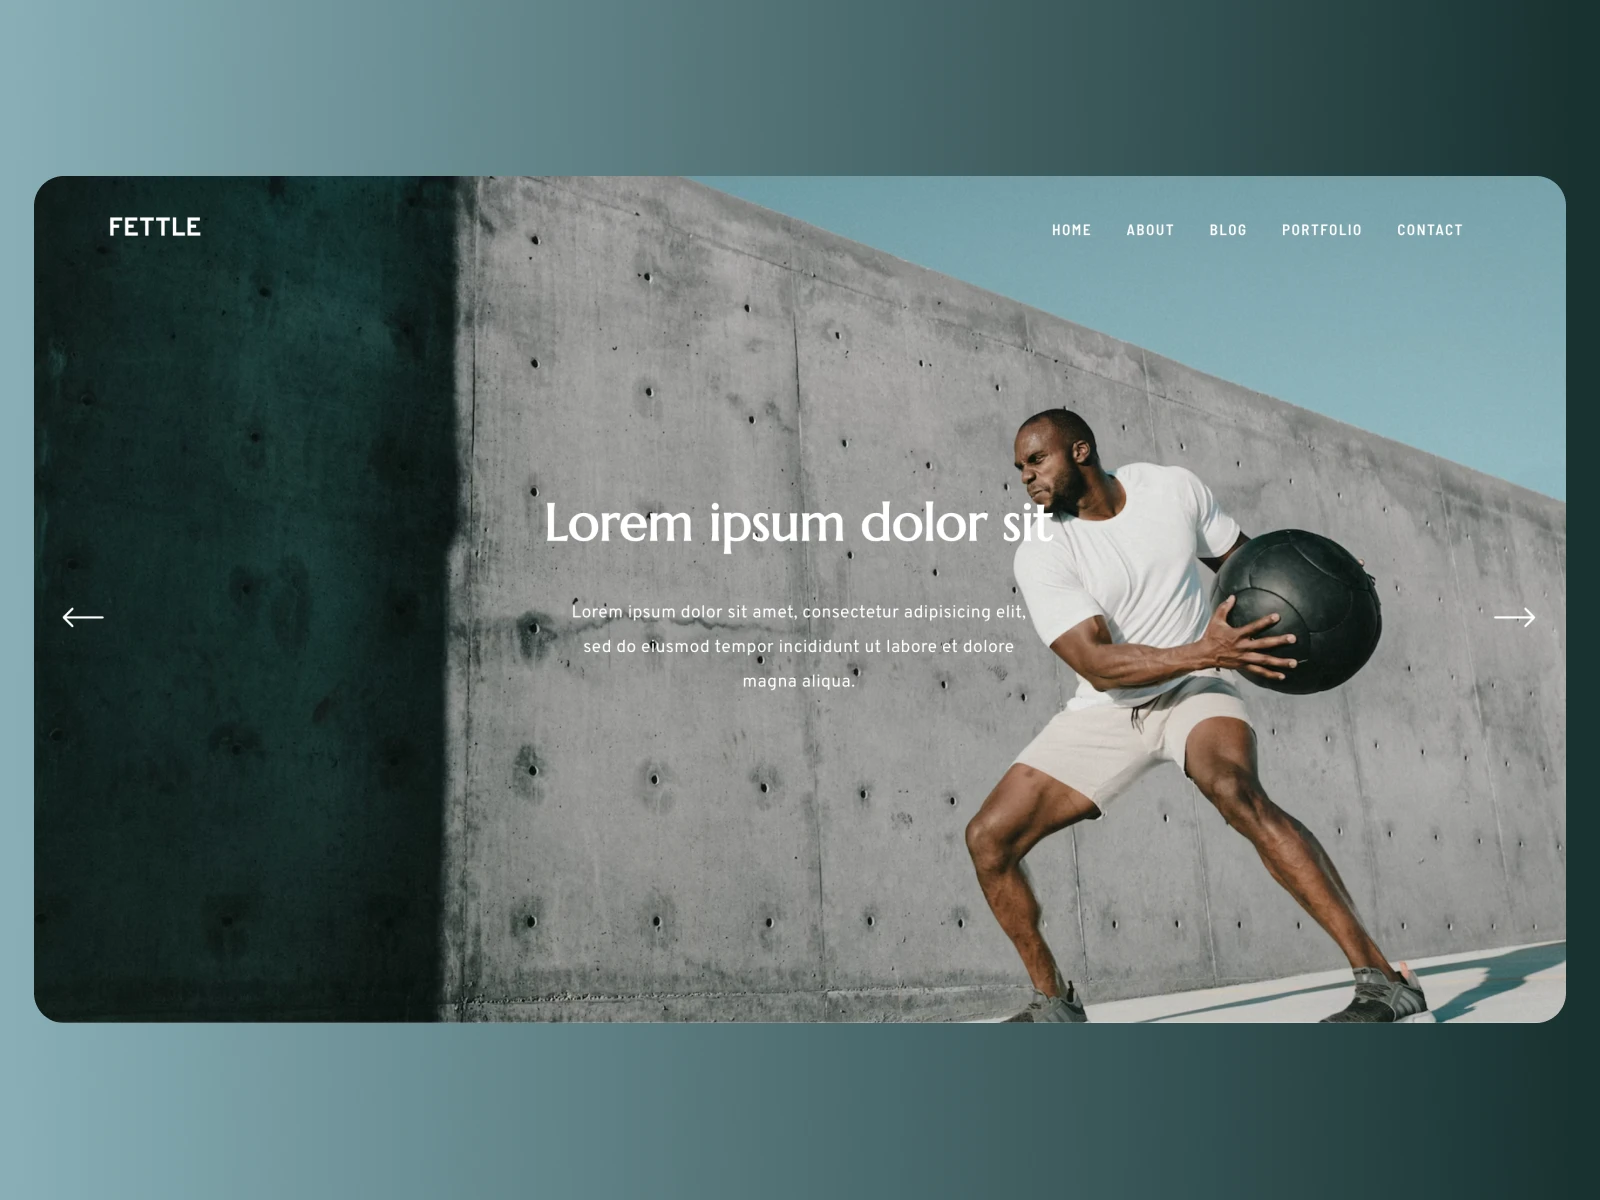 FETTLE
HOME ABOUT BLOG PORTFOLIO CONTACT
Lorem ipsum dolor sit
Lorem ipsum dolor sit amet, consectetur adipisicing elit,
sed do eiusmod tempor incididunt ut labore et dolore
magna aliqua.